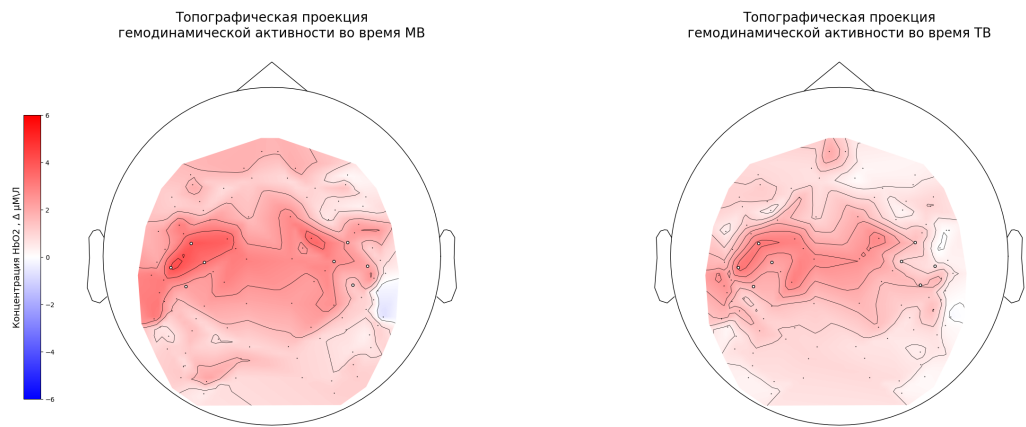 Топографическая проекция
гемодинамической активности во время МВ
Топографическая проекция
гемодинамической активности во время ТВ
Концентрация HbO2 . Δ µМ\Л
6
4
2
0
−2
−4
−6